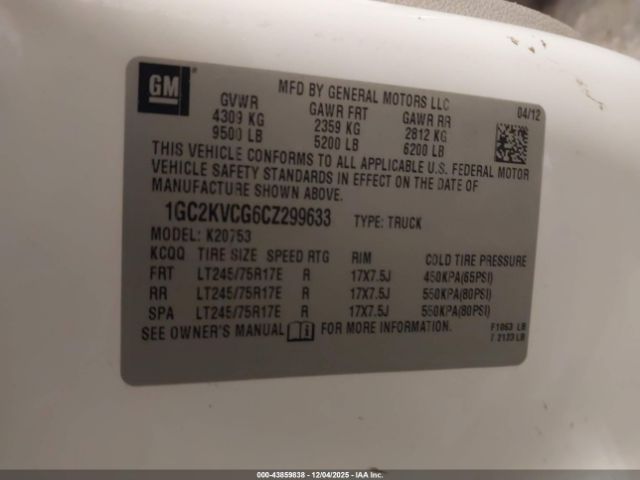 GM
MFD BY GENERAL MOTORS LLC
04/12
GVWR GAWR FRT GAWR RR
4309 KG 2359 KG 2812 KG
9500 LB 5200 LB 6200 LB
THIS VEHICLE CONFORMS TO ALL APPLICABLE U.S. FEDERAL MOTOR
VEHICLE SAFETY STANDARDS IN EFFECT ON THE DATE OF
MANUFACTURE SHOWN ABOVE.
1GC2KVCG6CZ299633 TYPE: TRUCK
MODEL: K20753
KCQQ TIRE SIZE SPEED RTG RIM COLD TIRE PRESSURE
FRT LT245/75R17E R 17X7.5J 450KPA(65PSI)
RR LT245/75R17E R 17X7.5J 550KPA(80PSI)
SPA LT245/75R17E R 17X7.5J 550KPA(80PSI)
SEE OWNER'S MANUAL FOR MORE INFORMATION.
F1063 LR
I 2133 LB
000-43859838 - 12/04/2025 - IAA Inc.